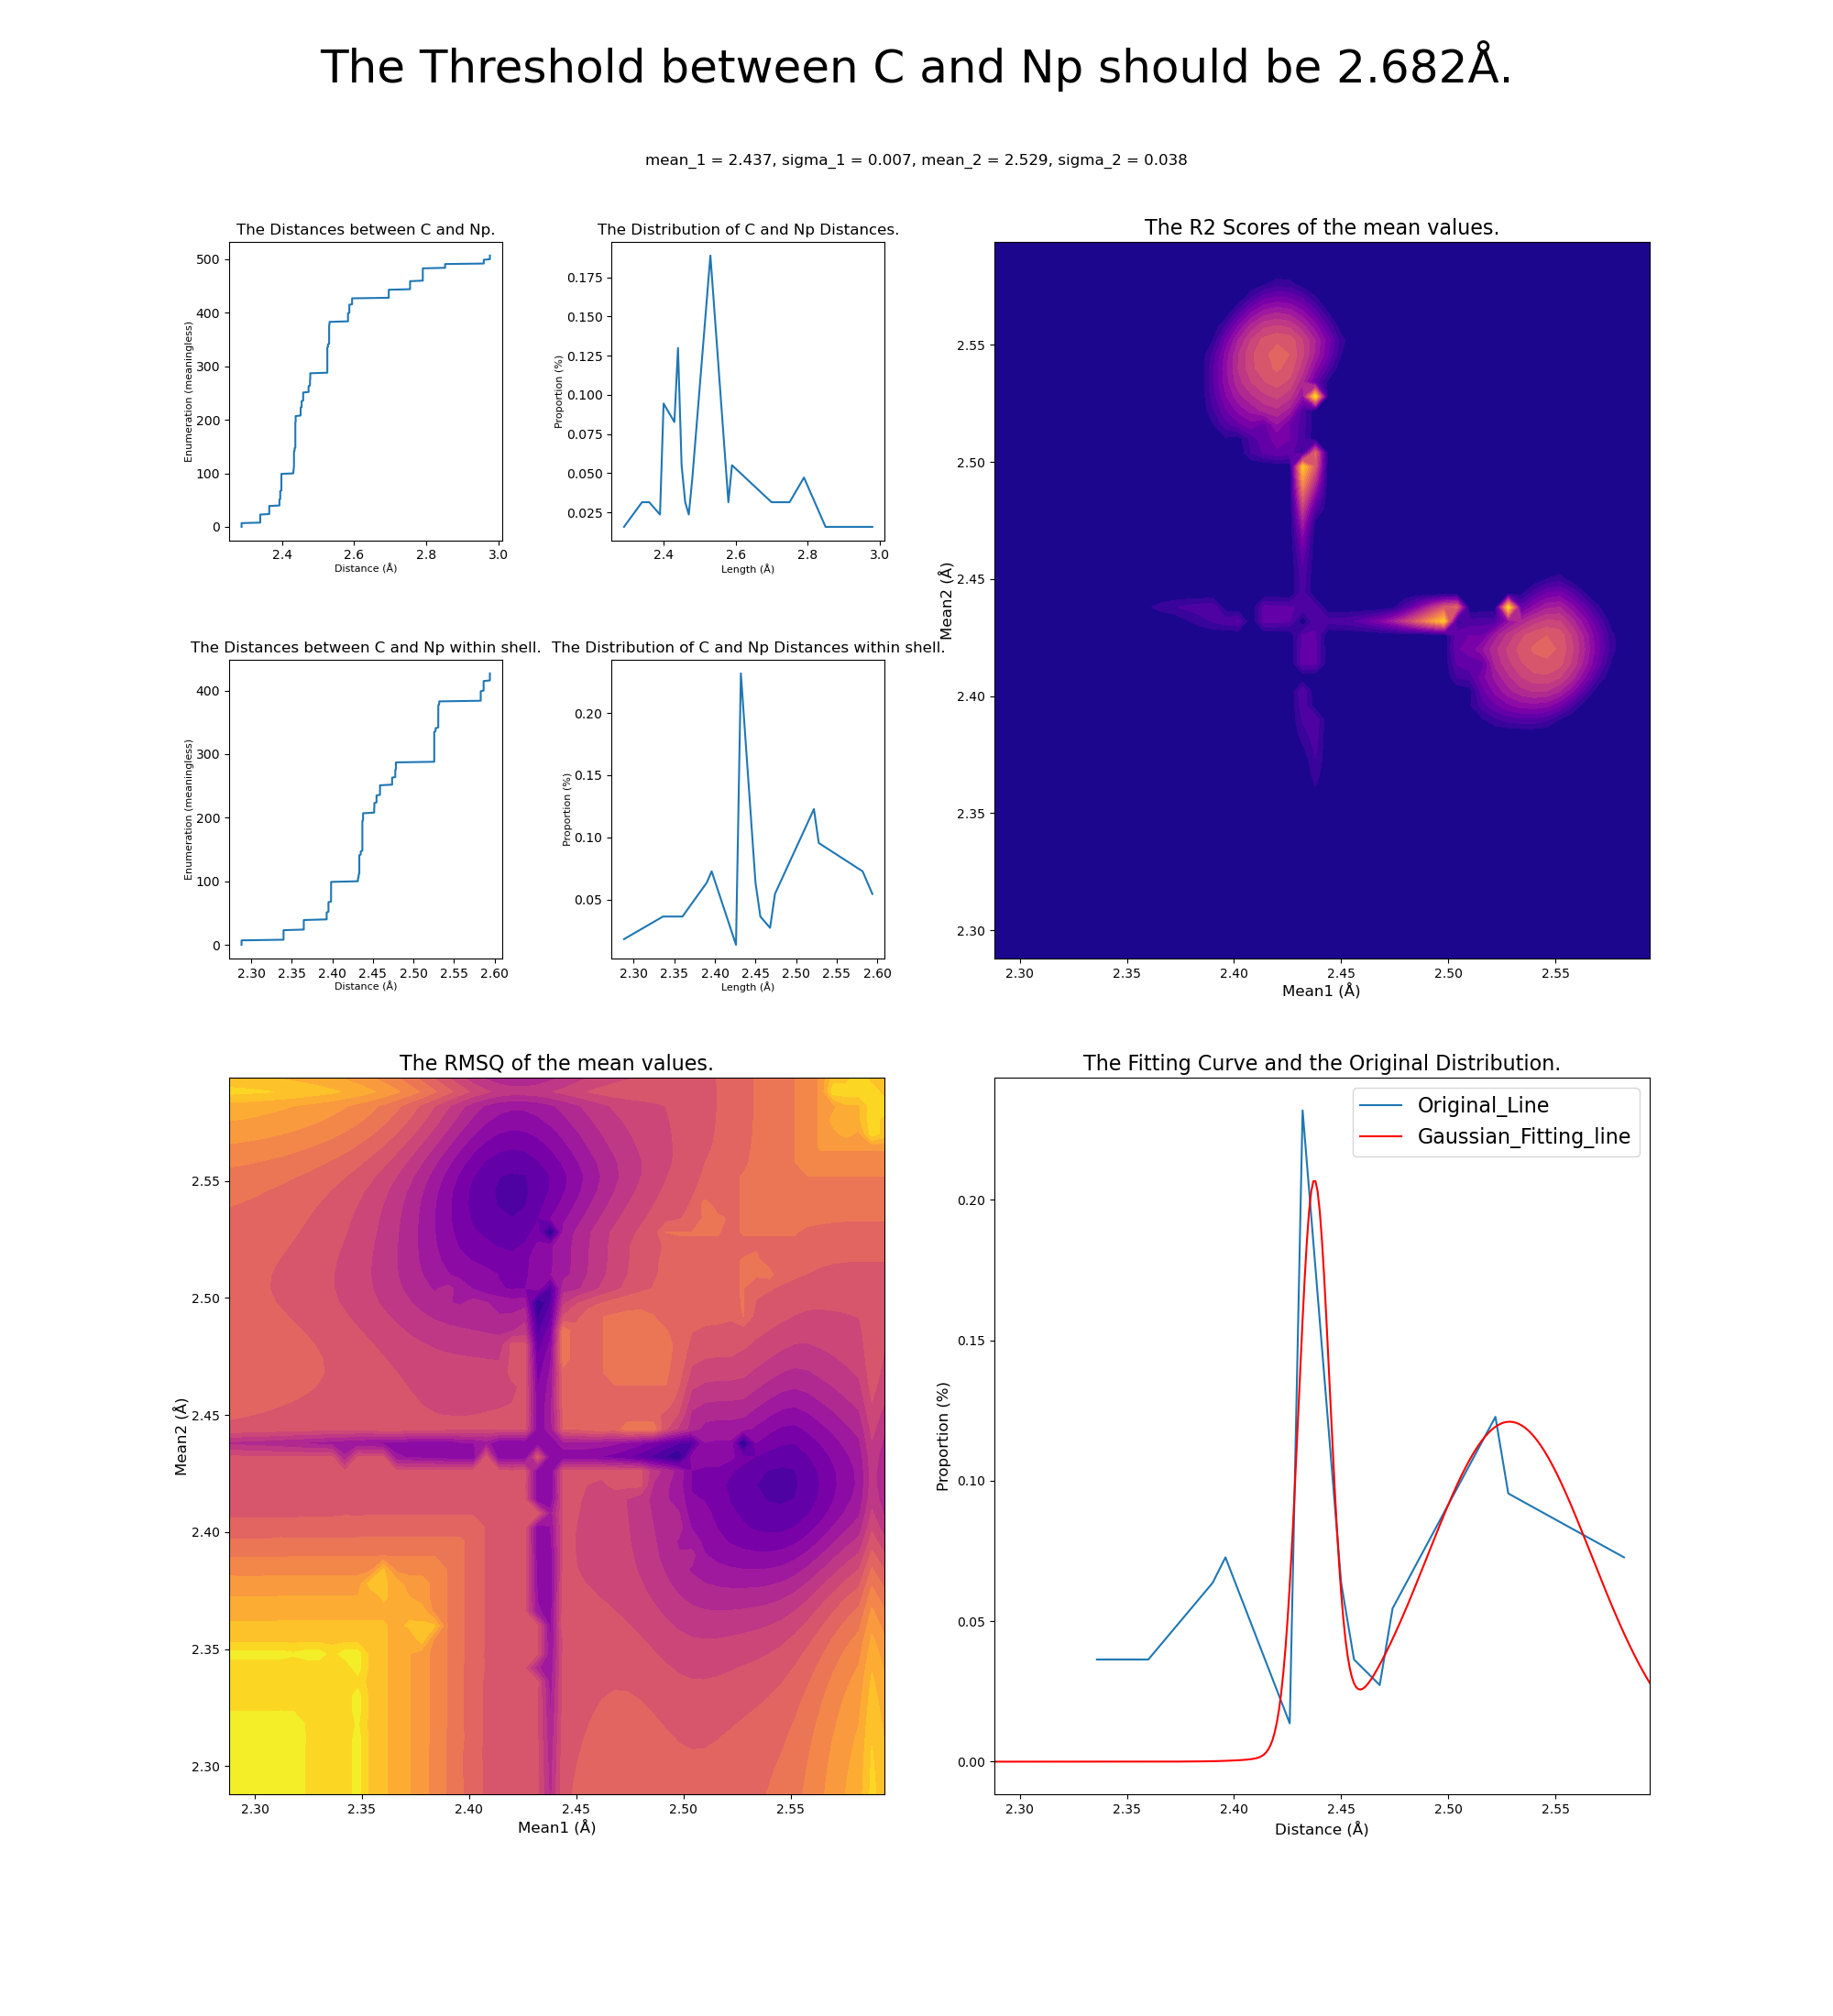 The Threshold between C and Np should be 2.682Å.
mean_1 = 2.437, sigma_1 = 0.007, mean_2 = 2.529, sigma_2 = 0.038
The Distances between C and Np.
Enumeration (meaningless)
500
400
300
200
100
0
2.4 2.6 2.8 3.0
Distance (Å)
The Distribution of C and Np Distances.
Proportion (%)
0.175
0.150
0.125
0.100
0.075
0.050
0.025
2.4 2.6 2.8 3.0
Length (Å)
The R2 Scores of the mean values.
Mean2 (Å)
2.55
2.50
2.45
2.40
2.35
2.30
2.30 2.35 2.40 2.45 2.50 2.55
Mean1 (Å)
The Distances between C and Np within shell.
Enumeration (meaningless)
400
300
200
100
0
2.30 2.35 2.40 2.45 2.50 2.55 2.60
Distance (Å)
The Distribution of C and Np Distances within shell.
Proportion (%)
0.20
0.15
0.10
0.05
2.30 2.35 2.40 2.45 2.50 2.55 2.60
Length (Å)
The RMSQ of the mean values.
Mean2 (Å)
2.55
2.50
2.45
2.40
2.35
2.30
2.30 2.35 2.40 2.45 2.50 2.55
Mean1 (Å)
The Fitting Curve and the Original Distribution.
Original_Line
Gaussian_Fitting_line
Proportion (%)
0.20
0.15
0.10
0.05
0.00
2.30 2.35 2.40 2.45 2.50 2.55
Distance (Å)